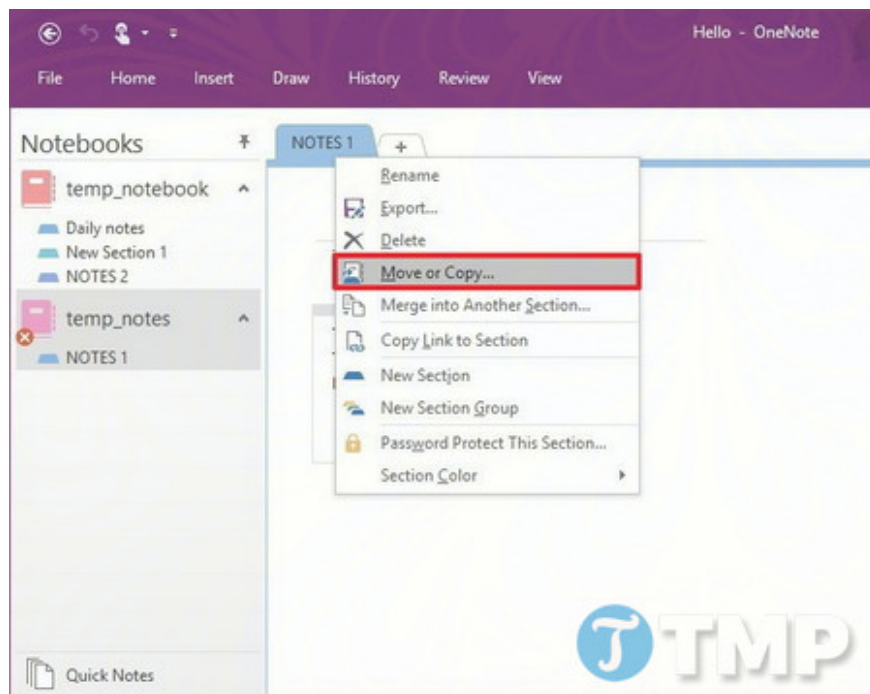 Hello - OneNote
File Home Insert Draw History Review View
Notebooks
NOTES 1
+
temp_notebook
Daily notes
New Section 1
NOTES 2
temp_notes
NOTES 1
Rename
Export...
Delete
Move or Copy...
Merge into Another Section...
Copy Link to Section
New Section
New Section Group
Password Protect This Section...
Section Color
Quick Notes
T TMP